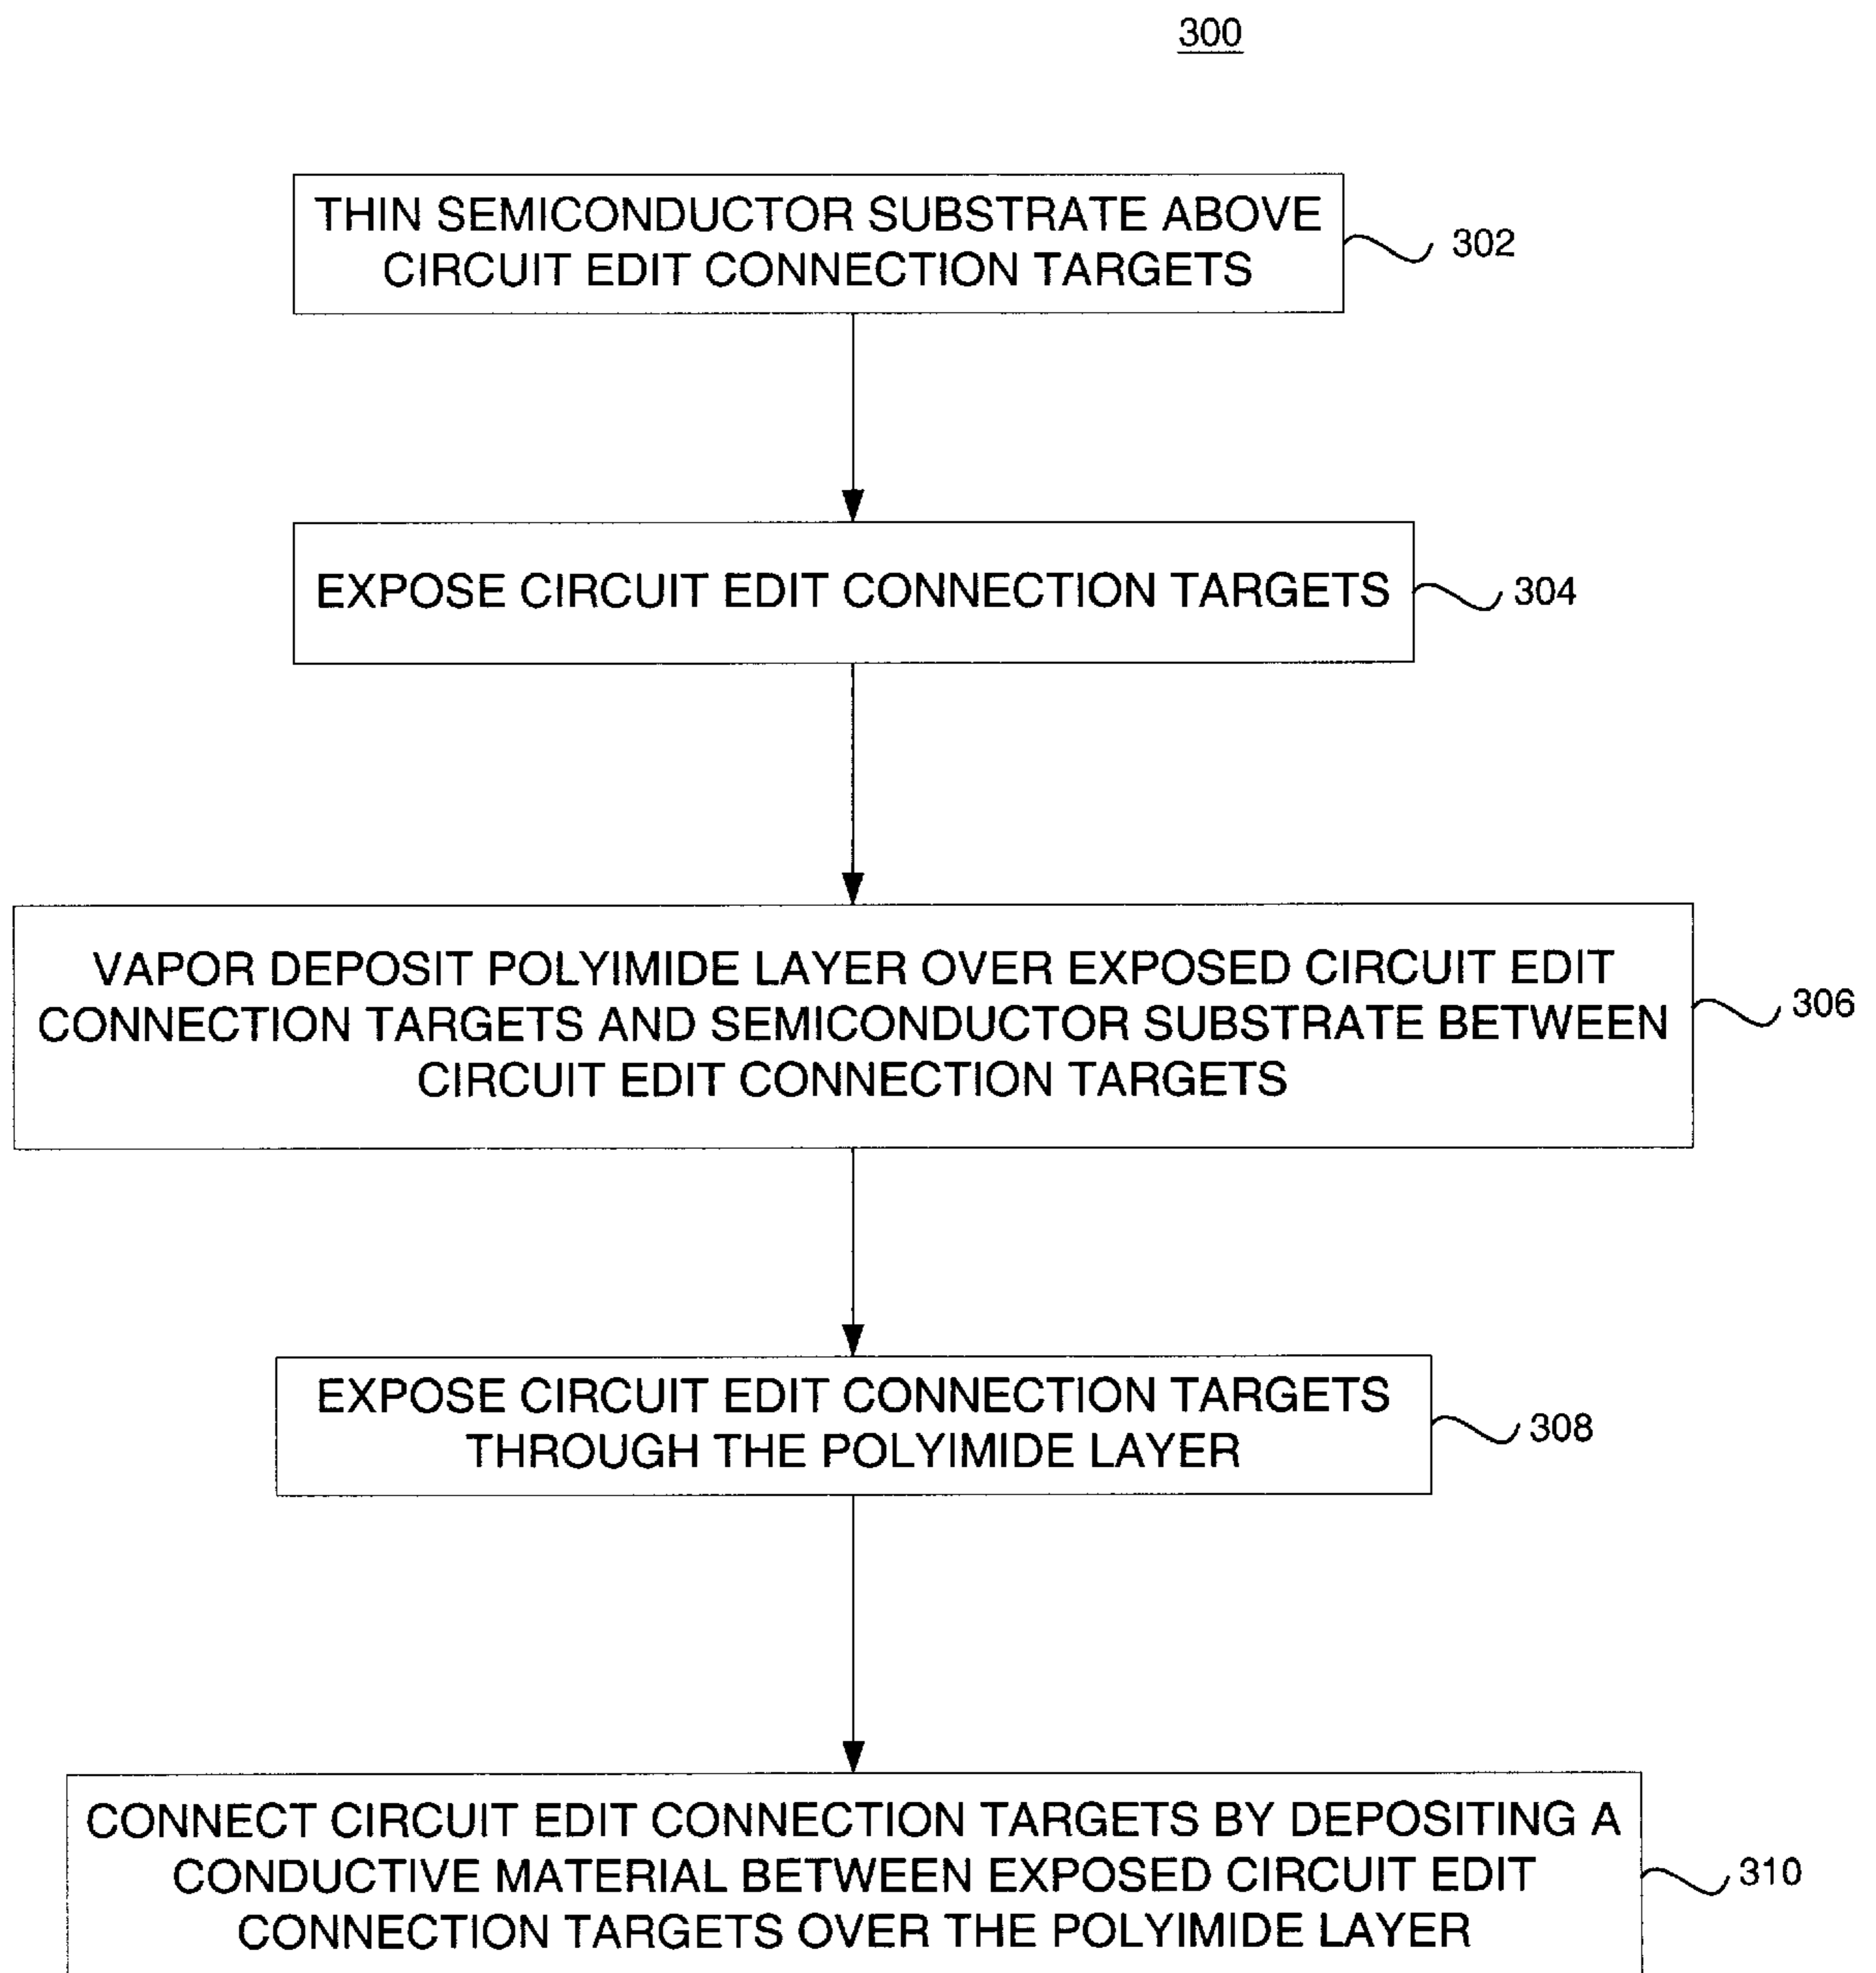 300
THIN SEMICONDUCTOR SUBSTRATE ABOVE
CIRCUIT EDIT CONNECTION TARGETS
302
EXPOSE CIRCUIT EDIT CONNECTION TARGETS
304
VAPOR DEPOSIT POLYIMIDE LAYER OVER EXPOSED CIRCUIT EDIT
CONNECTION TARGETS AND SEMICONDUCTOR SUBSTRATE BETWEEN
CIRCUIT EDIT CONNECTION TARGETS
306
EXPOSE CIRCUIT EDIT CONNECTION TARGETS
THROUGH THE POLYIMIDE LAYER
308
CONNECT CIRCUIT EDIT CONNECTION TARGETS BY DEPOSITING A
CONDUCTIVE MATERIAL BETWEEN EXPOSED CIRCUIT EDIT
CONNECTION TARGETS OVER THE POLYIMIDE LAYER
310